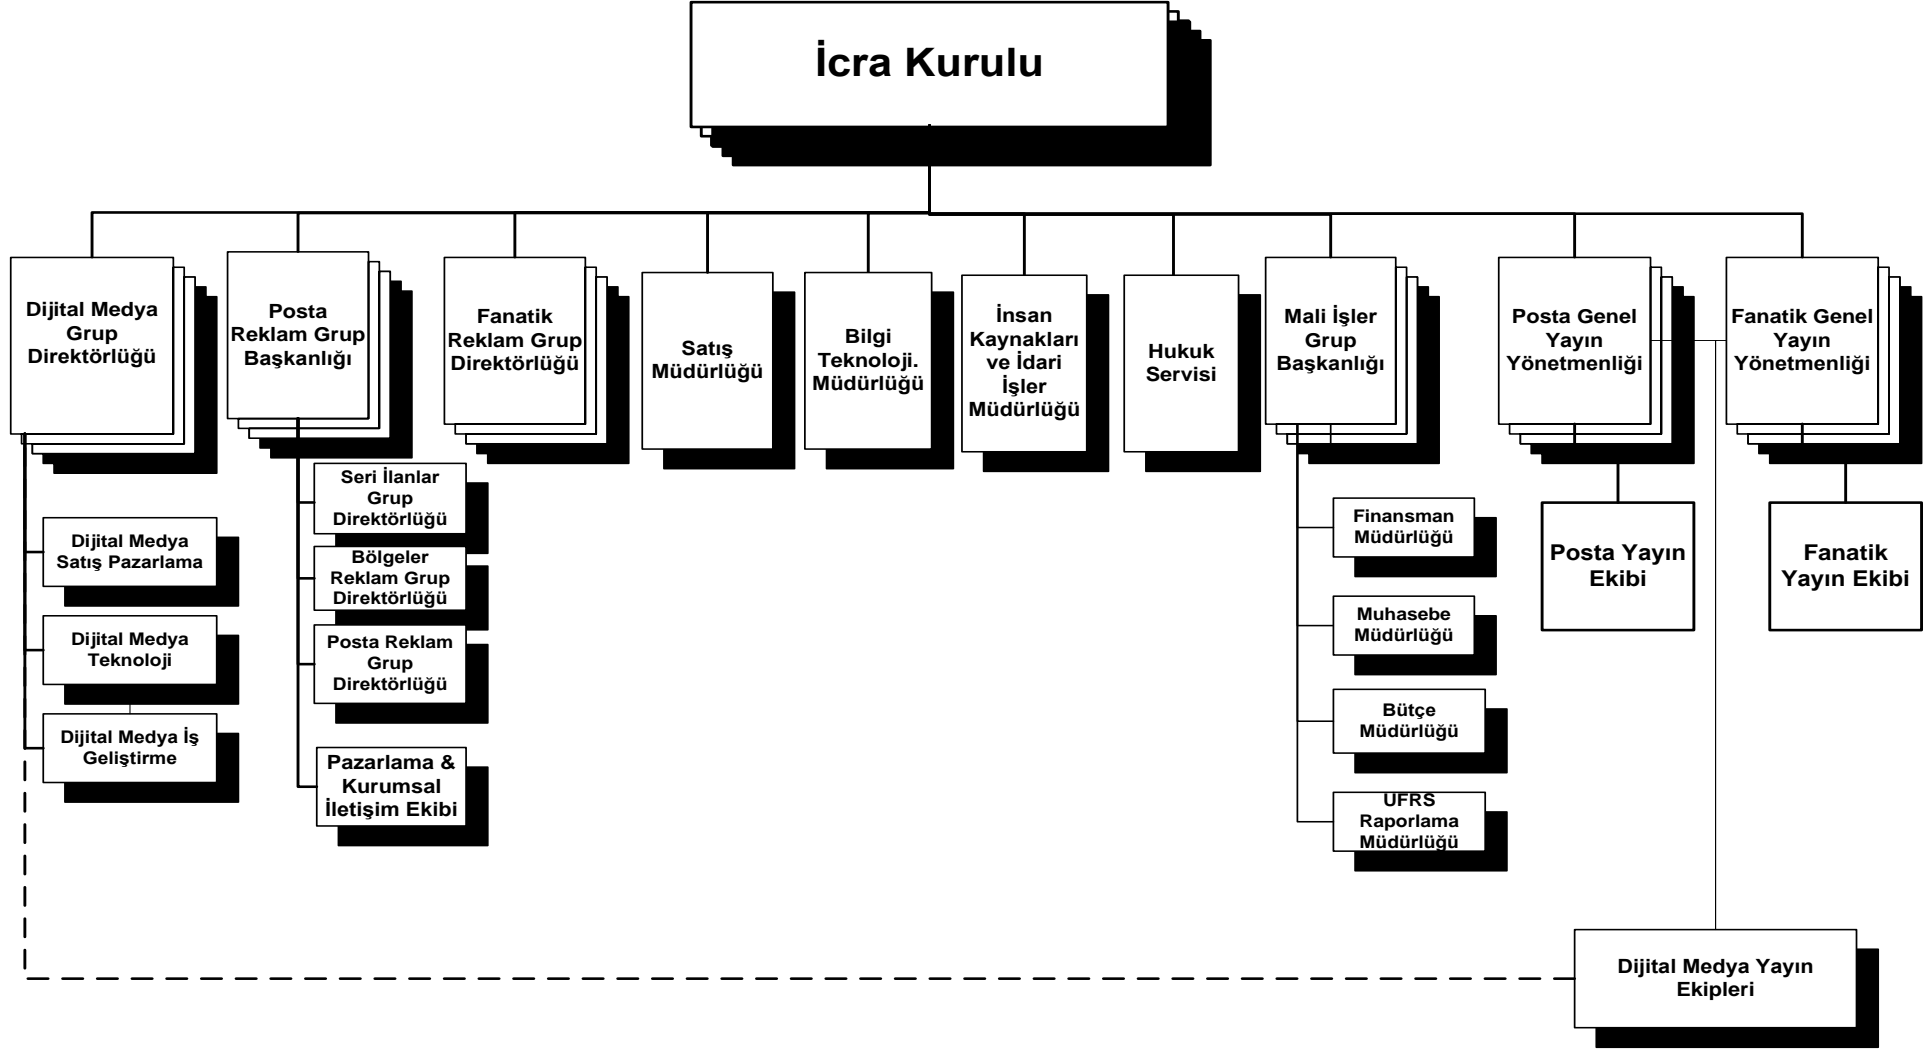 İcra Kurulu
Dijital Medya
Grup
Direktörlüğü
Posta
Reklam Grup
Başkanlığı
Fanatik
Reklam Grup
Direktörlüğü
Satış
Müdürlüğü
Bilgi
Teknoloji.
Müdürlüğü
İnsan
Kaynakları
ve İdari
İşler
Müdürlüğü
Hukuk
Servisi
Mali İşler
Grup
Başkanlığı
Posta Genel
Yayın
Yönetmenliği
Fanatik Genel
Yayın
Yönetmenliği
Dijital Medya
Satış Pazarlama
Dijital Medya
Teknoloji
Dijital Medya İş
Geliştirme
Seri İlanlar
Grup
Direktörlüğü
Bölgeler
Reklam Grup
Direktörlüğü
Posta Reklam
Grup
Direktörlüğü
Pazarlama &
Kurumsal
İletişim Ekibi
Finansman
Müdürlüğü
Muhasebe
Müdürlüğü
Bütçe
Müdürlüğü
UFRS
Raporlama
Müdürlüğü
Posta Yayın
Ekibi
Fanatik
Yayın Ekibi
Dijital Medya Yayın
Ekipleri